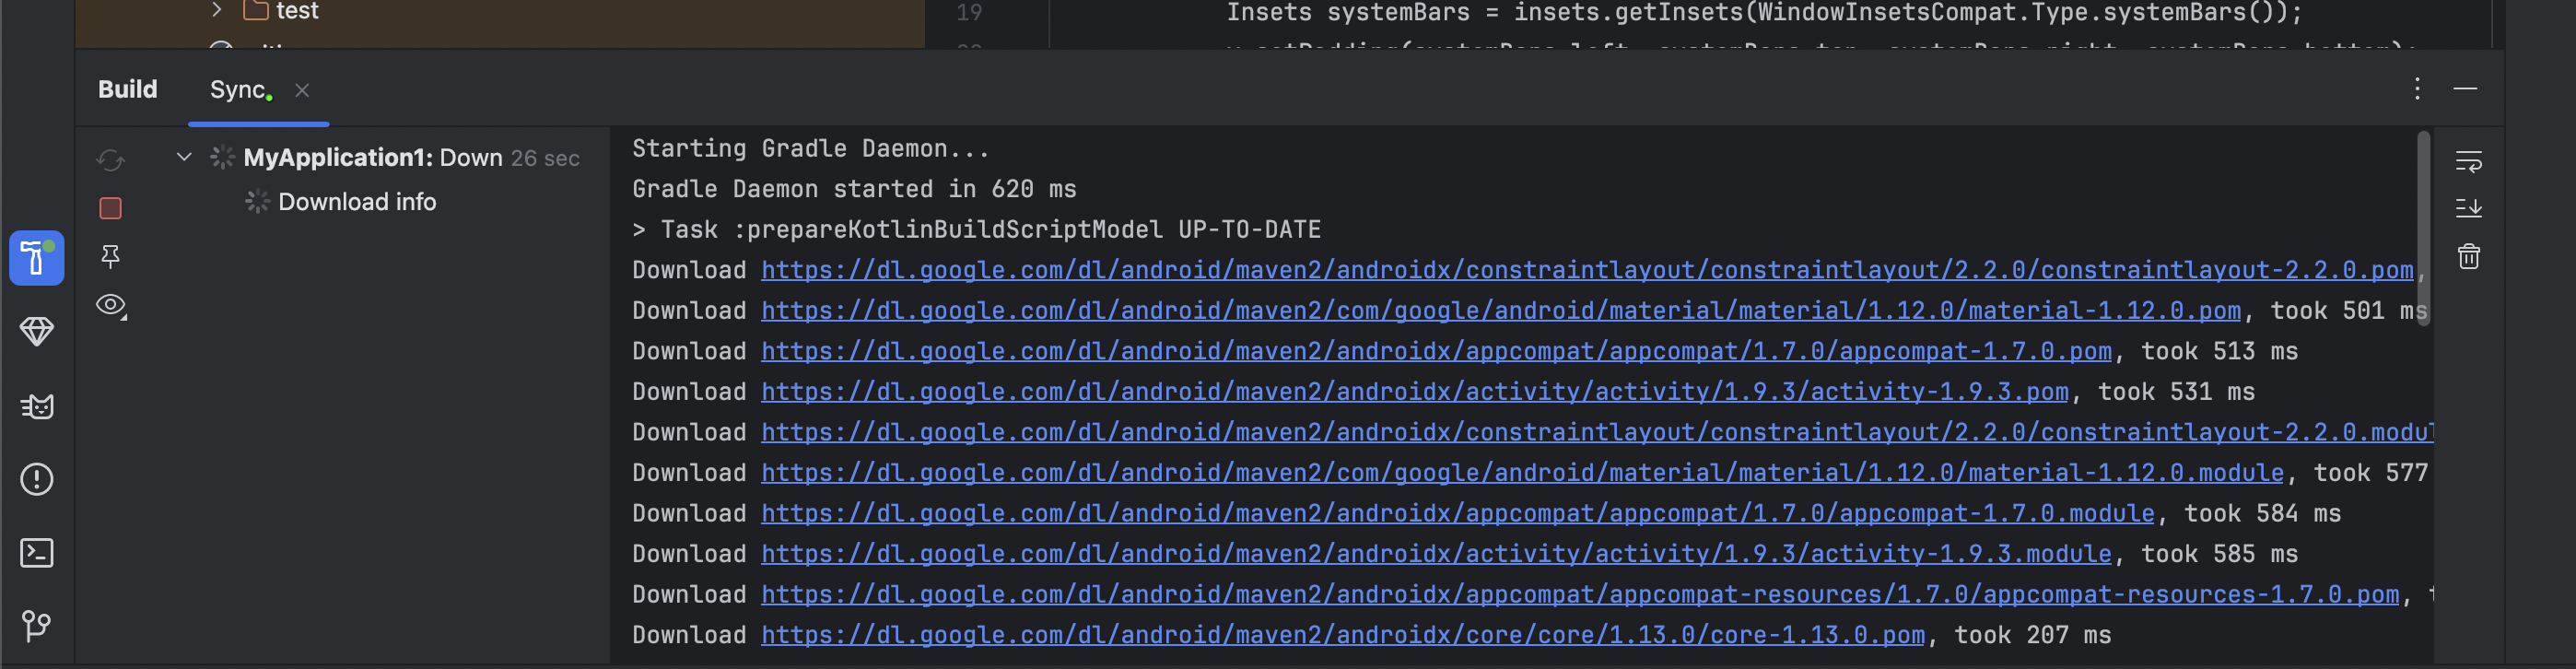 test
19 Insets systemBars = insets.getInsets(WindowInsetsCompat.Type.systemBars());
Build Sync
MyApplication1: Down 26 sec
Download info
Starting Gradle Daemon...
Gradle Daemon started in 620 ms
> Task :prepareKotlinBuildScriptModel UP-TO-DATE
Download https://dl.google.com/dl/android/maven2/androidx/constraintlayout/constraintlayout/2.2.0/constraintlayout-2.2.0.pom,
Download https://dl.google.com/dl/android/maven2/com/google/android/material/material/1.12.0/material-1.12.0.pom, took 501 ms
Download https://dl.google.com/dl/android/maven2/androidx/appcompat/appcompat/1.7.0/appcompat-1.7.0.pom, took 513 ms
Download https://dl.google.com/dl/android/maven2/androidx/activity/activity/1.9.3/activity-1.9.3.pom, took 531 ms
Download https://dl.google.com/dl/android/maven2/androidx/constraintlayout/constraintlayout/2.2.0/constraintlayout-2.2.0.modul
Download https://dl.google.com/dl/android/maven2/com/google/android/material/material/1.12.0/material-1.12.0.module, took 577
Download https://dl.google.com/dl/android/maven2/androidx/appcompat/appcompat/1.7.0/appcompat-1.7.0.module, took 584 ms
Download https://dl.google.com/dl/android/maven2/androidx/activity/activity/1.9.3/activity-1.9.3.module, took 585 ms
Download https://dl.google.com/dl/android/maven2/androidx/appcompat/appcompat-resources/1.7.0/appcompat-resources-1.7.0.pom,
Download https://dl.google.com/dl/android/maven2/androidx/core/core/1.13.0/core-1.13.0.pom, took 207 ms